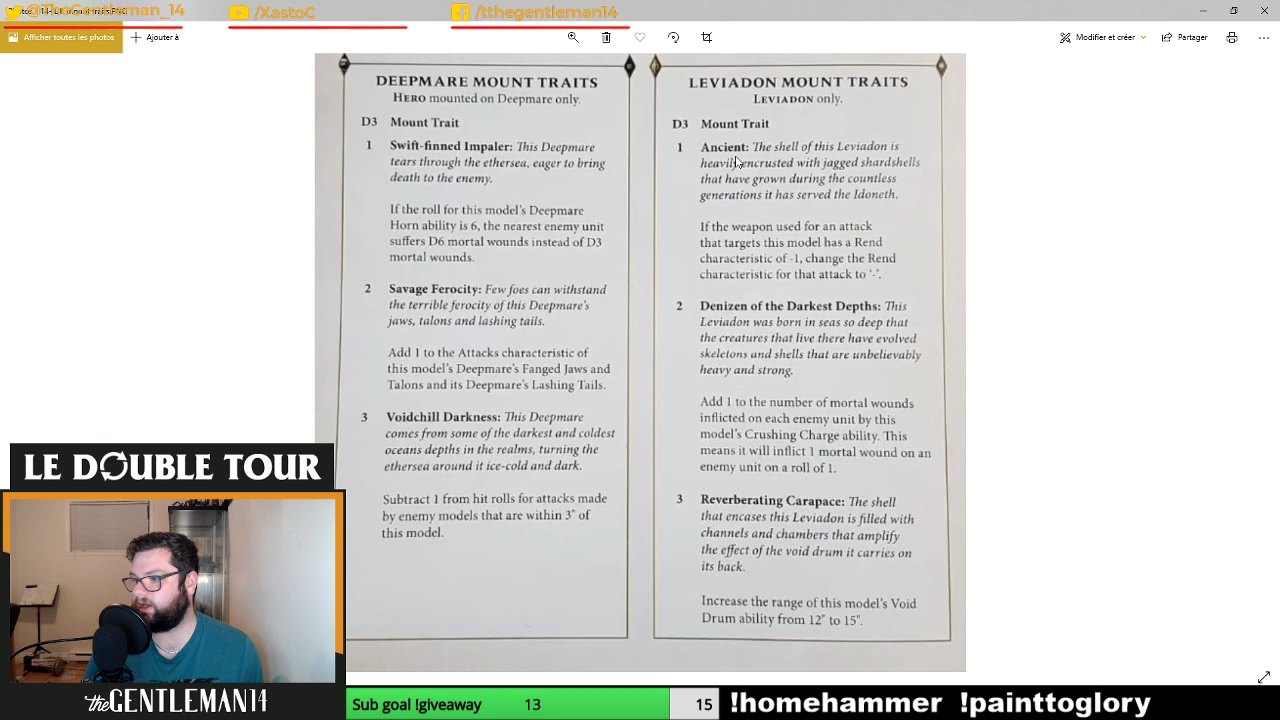 @TheGentleman_14
/XastoC
/tthegentleman14
Afficher toutes les photos
Ajouter à
Modifier et créer
Partager
DEEPMARE MOUNT TRAITS
HERO mounted on Deepmare only.
D3 Mount Trait
1 Swift-finned Impaler: This Deepmare
tears through the ethersea, eager to bring
death to the enemy.
If the roll for this model's Deepmare
Horn ability is 6, the nearest enemy unit
suffers D6 mortal wounds instead of D3
mortal wounds.
2 Savage Ferocity: Few foes can withstand
the terrible ferocity of this Deepmare's
jaws, talons and lashing tails.
Add 1 to the Attacks characteristic of
this model's Deepmare's Fanged Jaws and
Talons and its Deepmare's Lashing Tails.
3 Voidchill Darkness: This Deepmare
comes from some of the darkest and coldest
oceans depths in the realms, turning the
ethersea around it ice-cold and dark.
Subtract 1 from hit rolls for attacks made
by enemy models that are within 3" of
this model.
LEVIADON MOUNT TRAITS
LEVIADON only.
D3 Mount Trait
1 Ancient: The shell of this Leviadon is
heavily encrusted with jagged shardshells
that have grown during the countless
generations it has served the Idoneth.
If the weapon used for an attack
that targets this model has a Rend
characteristic of -1, change the Rend
characteristic for that attack to '-'.
2 Denizen of the Darkest Depths: This
Leviadon was born in seas so deep that
the creatures that live there have evolved
skeletons and shells that are unbelievably
heavy and strong.
Add 1 to the number of mortal wounds
inflicted on each enemy unit by this
model's Crushing Charge ability. This
means it will inflict 1 mortal wound on an
enemy unit on a roll of 1.
3 Reverberating Carapace: The shell
that encases this Leviadon is filled with
channels and chambers that amplify
the effect of the void drum it carries on
its back.
Increase the range of this model's Void
Drum ability from 12" to 15".
LE DOUBLE TOUR
theGENTLEMAN14
Sub goal !giveaway 13 15
!homehammer !painttoglory